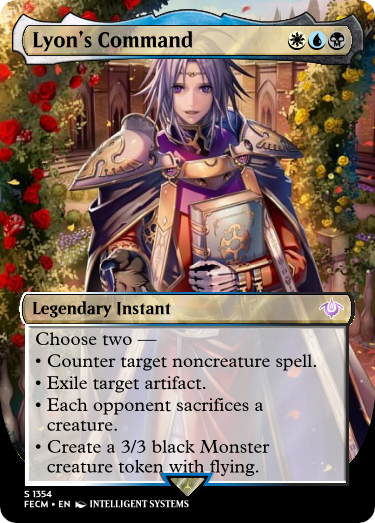 Lyon's Command
Legendary Instant
Choose two —
• Counter target noncreature spell.
• Exile target artifact.
• Each opponent sacrifices a
creature.
• Create a 3/3 black Monster
creature token with flying.
S 1354
FECM • EN INTELLIGENT SYSTEMS